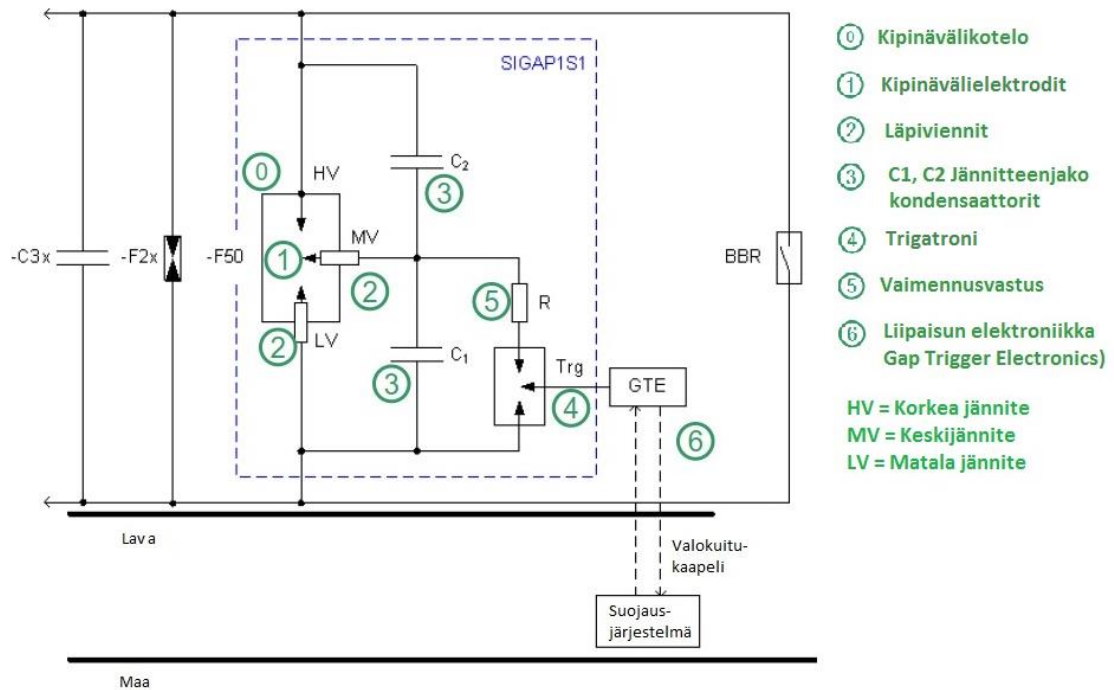 SIGAP1S1
0
HV
C2
3
-C3x
-F2x
-F50
1
MV
2
5
R
BBR
2
LV
C1
3
Trg
4
GTE
6
Lava
Valokuitu-
kaapeli
Suojaus-
järjestelmä
Maa
0 Kipinävälikotelo
1 Kipinävälielektrodit
2 Läpiviennit
3 C1, C2 Jännitteenjako
kondensaattorit
4 Trigatroni
5 Vaimennusvastus
6 Liipaisun elektroniikka
Gap Trigger Electronics)
HV = Korkea jännite
MV = Keskijännite
LV = Matala jännite